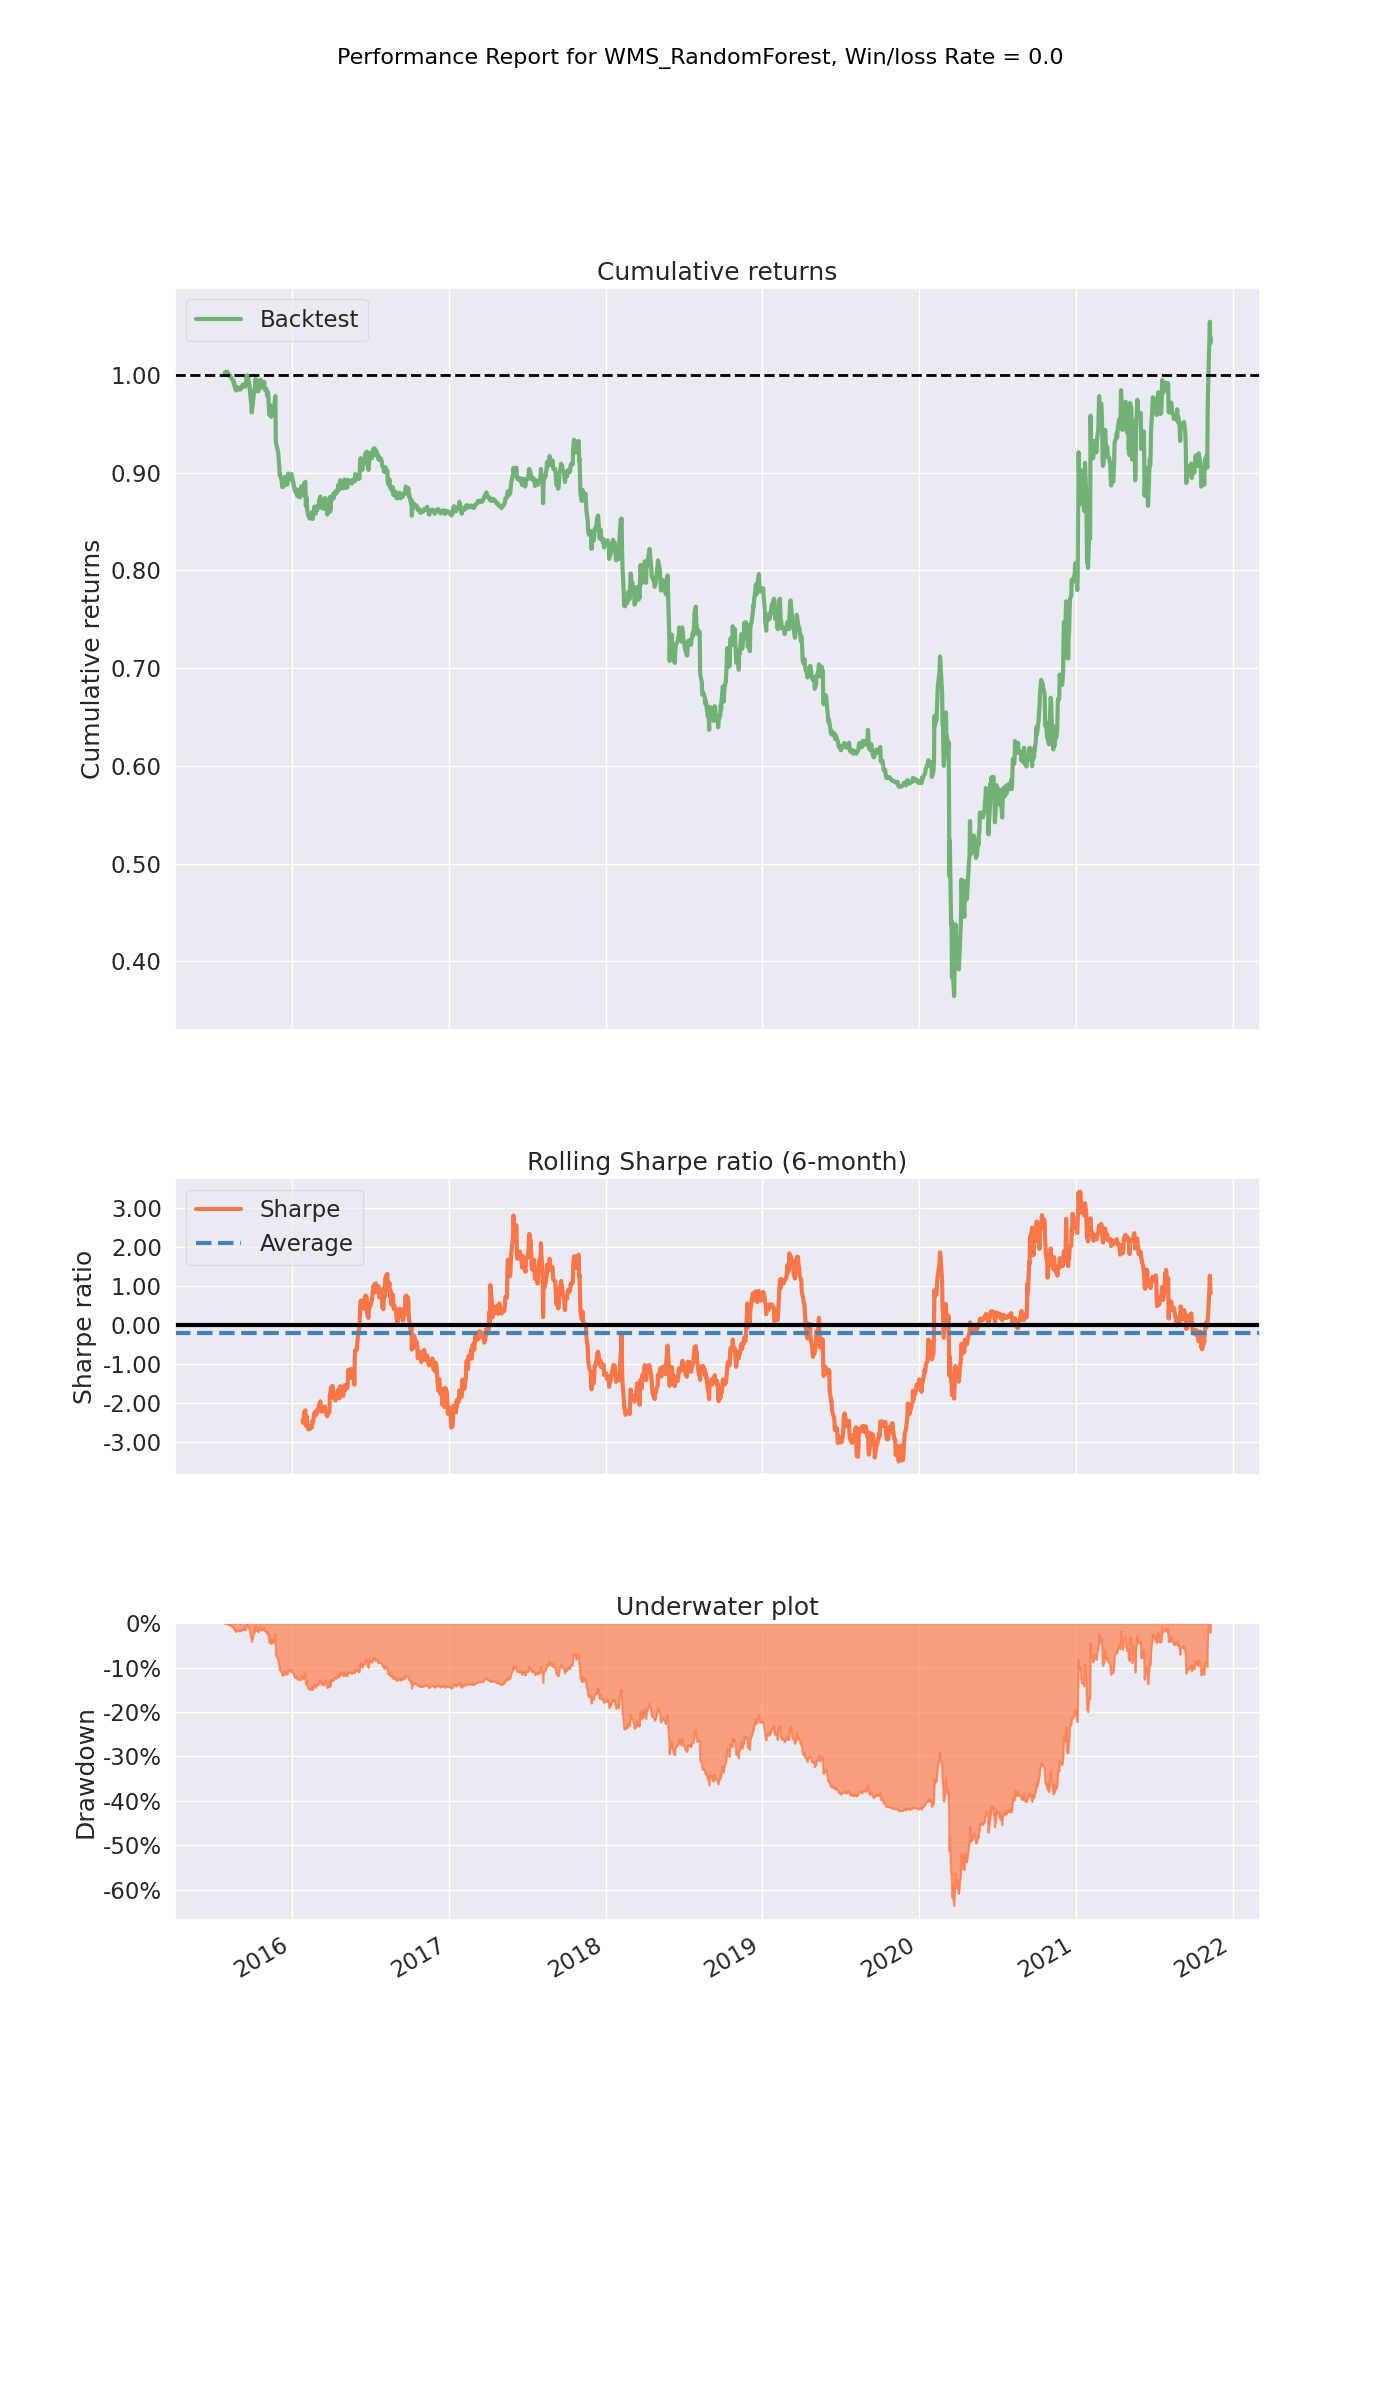 Performance Report for WMS_RandomForest, Win/loss Rate = 0.0
Cumulative returns
Backtest
1.00
0.90
0.80
0.70
0.60
0.50
0.40
Cumulative returns
Rolling Sharpe ratio (6-month)
Sharpe
Average
3.00
2.00
1.00
0.00
-1.00
-2.00
-3.00
Sharpe ratio
Underwater plot
0%
-10%
-20%
-30%
-40%
-50%
-60%
Drawdown
2016
2017
2018
2019
2020
2021
2022